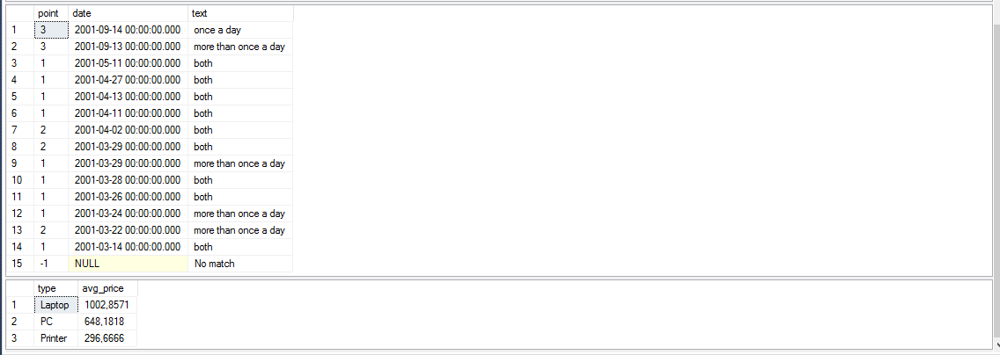 point date text
1 3 2001-09-14 00:00:00.000 once a day
2 3 2001-09-13 00:00:00.000 more than once a day
3 1 2001-05-11 00:00:00.000 both
4 1 2001-04-27 00:00:00.000 both
5 1 2001-04-13 00:00:00.000 both
6 1 2001-04-11 00:00:00.000 both
7 2 2001-04-02 00:00:00.000 both
8 2 2001-03-29 00:00:00.000 both
9 1 2001-03-29 00:00:00.000 more than once a day
10 1 2001-03-28 00:00:00.000 both
11 1 2001-03-26 00:00:00.000 both
12 1 2001-03-24 00:00:00.000 more than once a day
13 2 2001-03-22 00:00:00.000 more than once a day
14 1 2001-03-14 00:00:00.000 both
15 -1 NULL No match
type avg_price
1 Laptop 1002,8571
2 PC 648,1818
3 Printer 296,6666